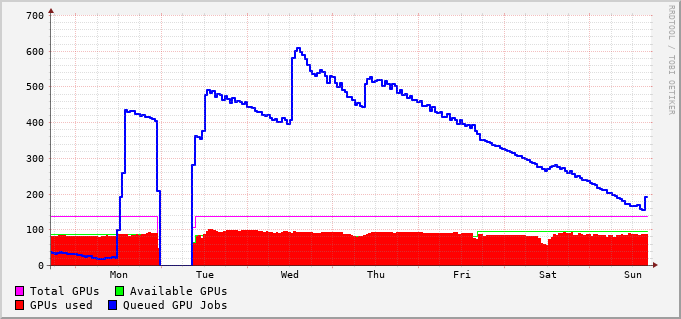 700
600
500
400
300
200
100
0
Mon Tue Wed Thu Fri Sat Sun
Total GPUs Available GPUs
GPUs used Queued GPU Jobs
RRDTOOL / TOBI OETIKER